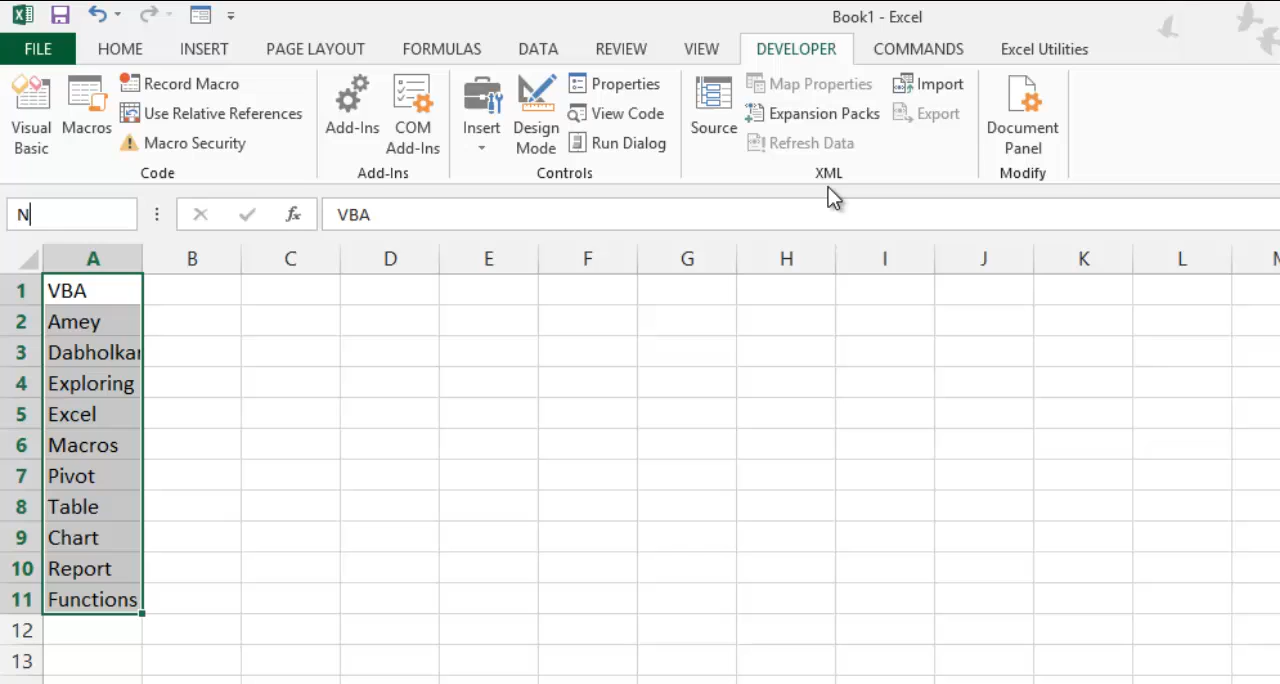 Book1 - Excel
FILE HOME INSERT PAGE LAYOUT FORMULAS DATA REVIEW VIEW DEVELOPER COMMANDS Excel Utilities
Visual Basic
Macros
Record Macro
Use Relative References
Macro Security
Code
Add-Ins
COM Add-Ins
Add-Ins
Insert
Design Mode
Properties
View Code
Run Dialog
Controls
Source
Map Properties
Expansion Packs
Refresh Data
Import
Export
XML
Document Panel
Modify
N
fx
VBA
A B C D E F G H I J K L
1 VBA
2 Amey
3 Dabholkar
4 Exploring
5 Excel
6 Macros
7 Pivot
8 Table
9 Chart
10 Report
11 Functions
12
13